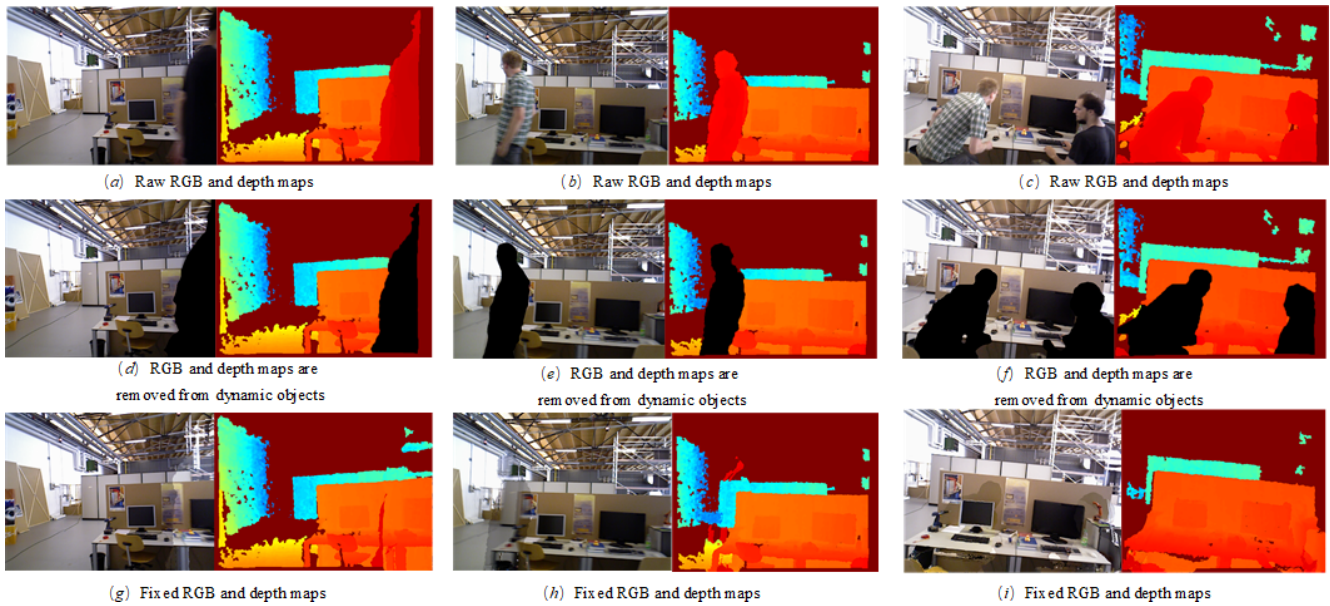 (a) Raw RGB and depth maps
(b) Raw RGB and depth maps
(c) Raw RGB and depth maps
(d) RGB and depth maps are
removed from dynamic objects
(e) RGB and depth maps are
removed from dynamic objects
(f) RGB and depth maps are
removed from dynamic objects
(g) Fixed RGB and depth maps
(h) Fixed RGB and depth maps
(i) Fixed RGB and depth maps